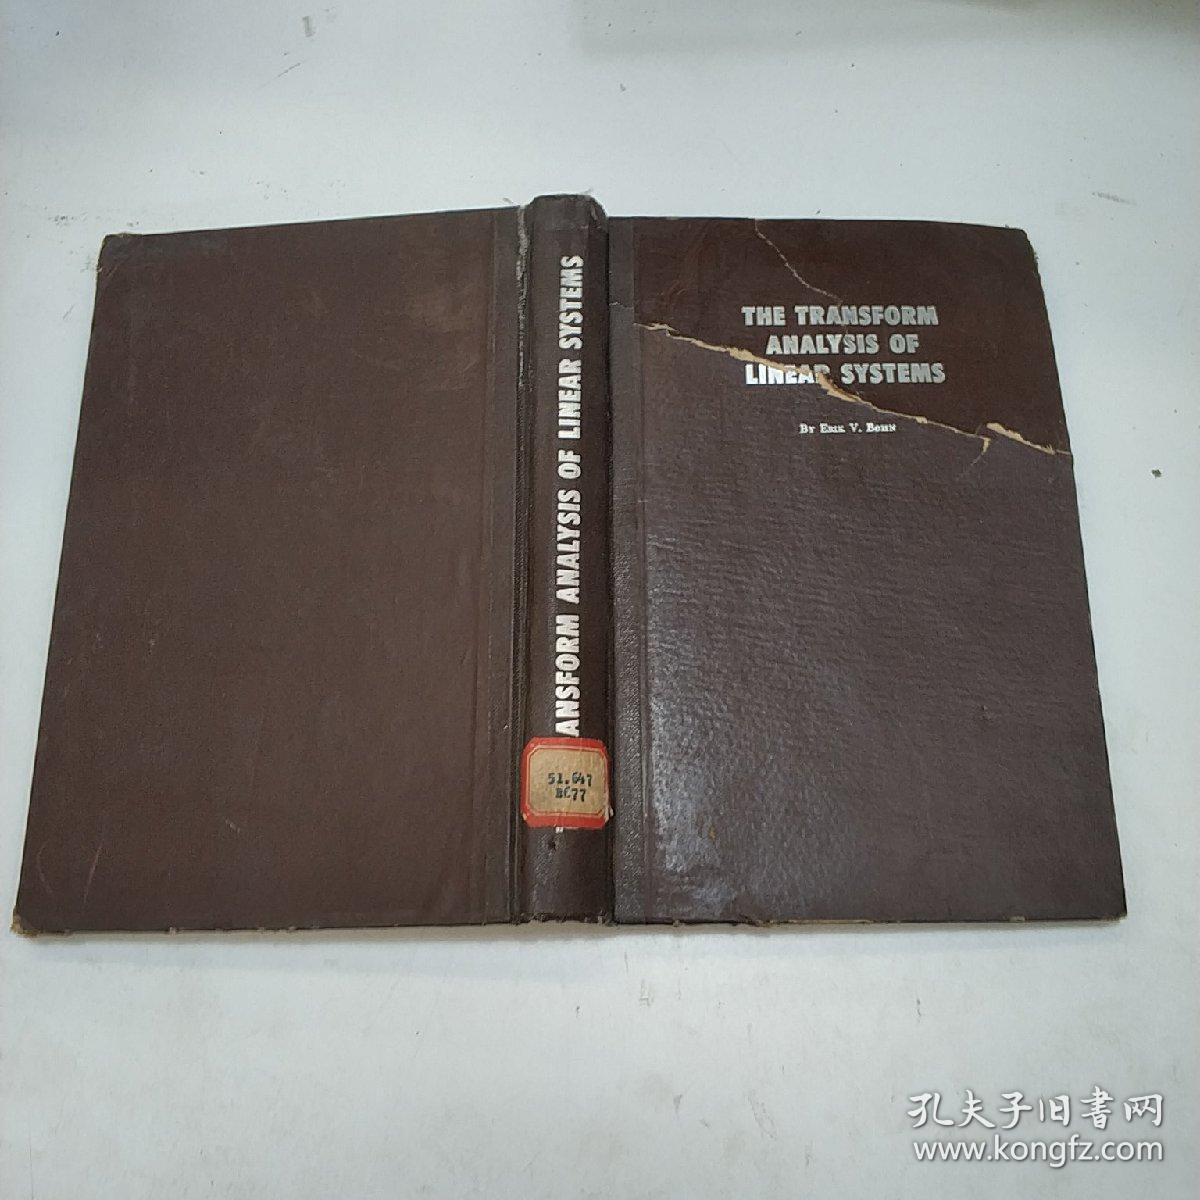 THE TRANSFORM
ANALYSIS OF
LINEAR SYSTEMS
BY ERIK V. BOHN
ANSFORM ANALYSIS OF LINEAR SYSTEMS
51.647
孔夫子旧书网
www.kongfz.com